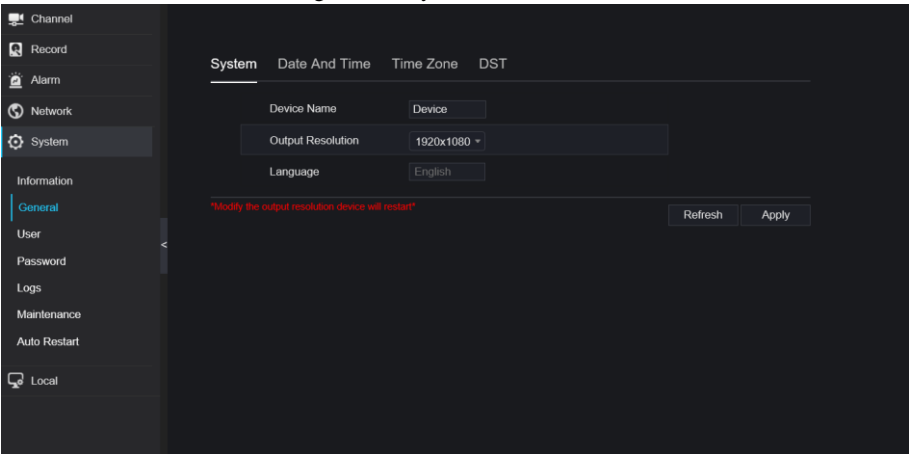 Channel
Record
Alarm
Network
System
Information
General
User
Password
Logs
Maintenance
Auto Restart
Local
<
System Date And Time Time Zone DST
Device Name Device
Output Resolution 1920x1080
Language English
*Modify the output resolution device will restart*
Refresh Apply